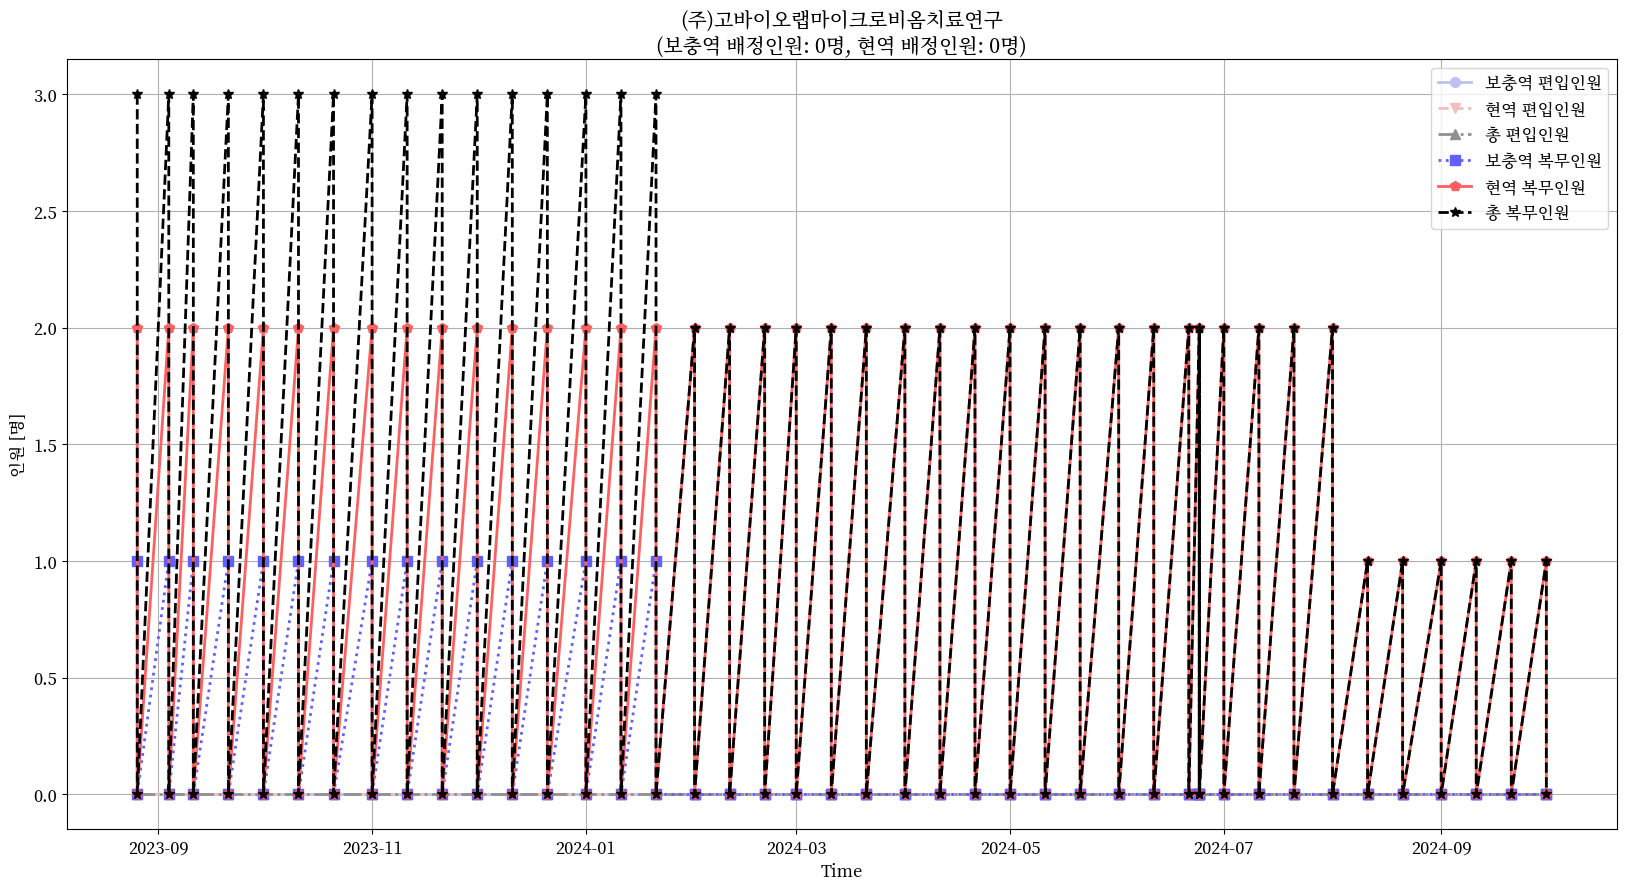 (주)고바이오랩마이크로비옴치료연구
(보충역 배정인원: 0명, 현역 배정인원: 0명)
보충역 편입인원
현역 편입인원
총 편입인원
보충역 복무인원
현역 복무인원
총 복무인원
인원 [명]
3.0
2.5
2.0
1.5
1.0
0.5
0.0
2023-09
2023-11
2024-01
2024-03
2024-05
2024-07
2024-09
Time